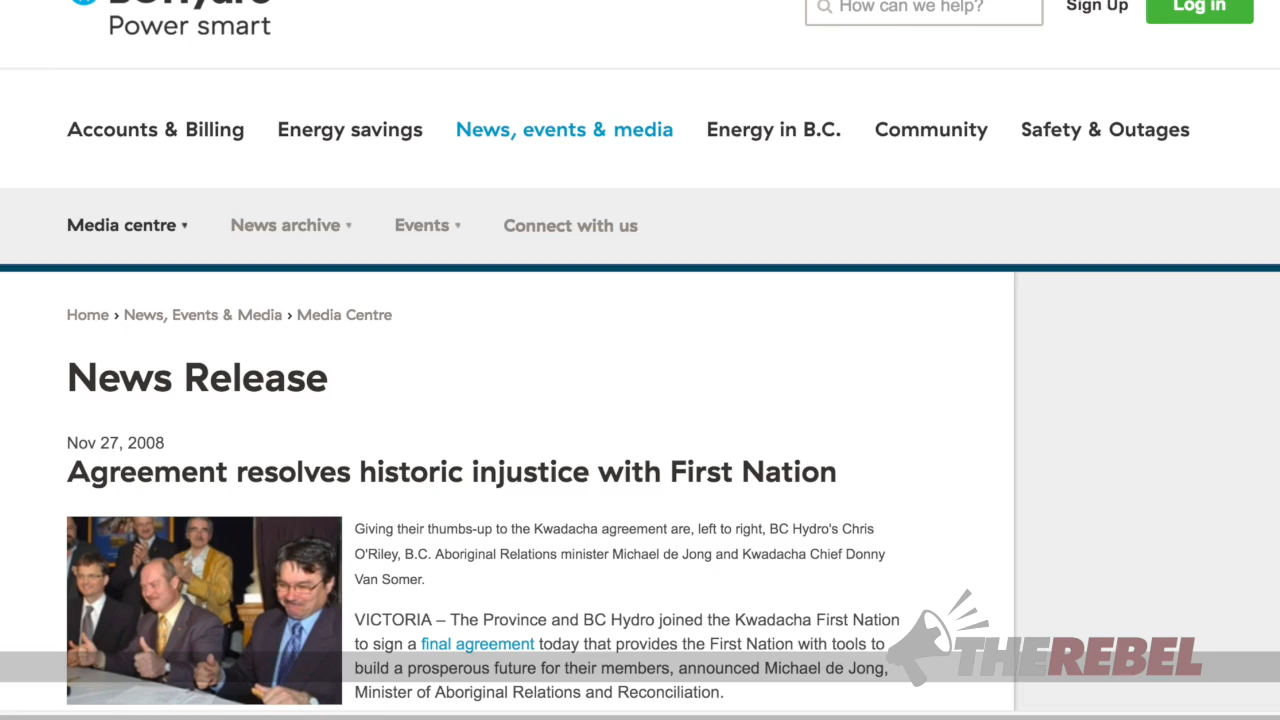 BC Hydro
Power smart
How can we help?
Sign Up
Log in
Accounts & Billing
Energy savings
News, events & media
Energy in B.C.
Community
Safety & Outages
Media centre
News archive
Events
Connect with us
Home › News, Events & Media › Media Centre
News Release
Nov 27, 2008
Agreement resolves historic injustice with First Nation
Giving their thumbs-up to the Kwadacha agreement are, left to right, BC Hydro's Chris
O'Riley, B.C. Aboriginal Relations minister Michael de Jong and Kwadacha Chief Donny
Van Somer.
VICTORIA – The Province and BC Hydro joined the Kwadacha First Nation
to sign a final agreement today that provides the First Nation with tools to
build a prosperous future for their members, announced Michael de Jong,
Minister of Aboriginal Relations and Reconciliation.
THEREBEL